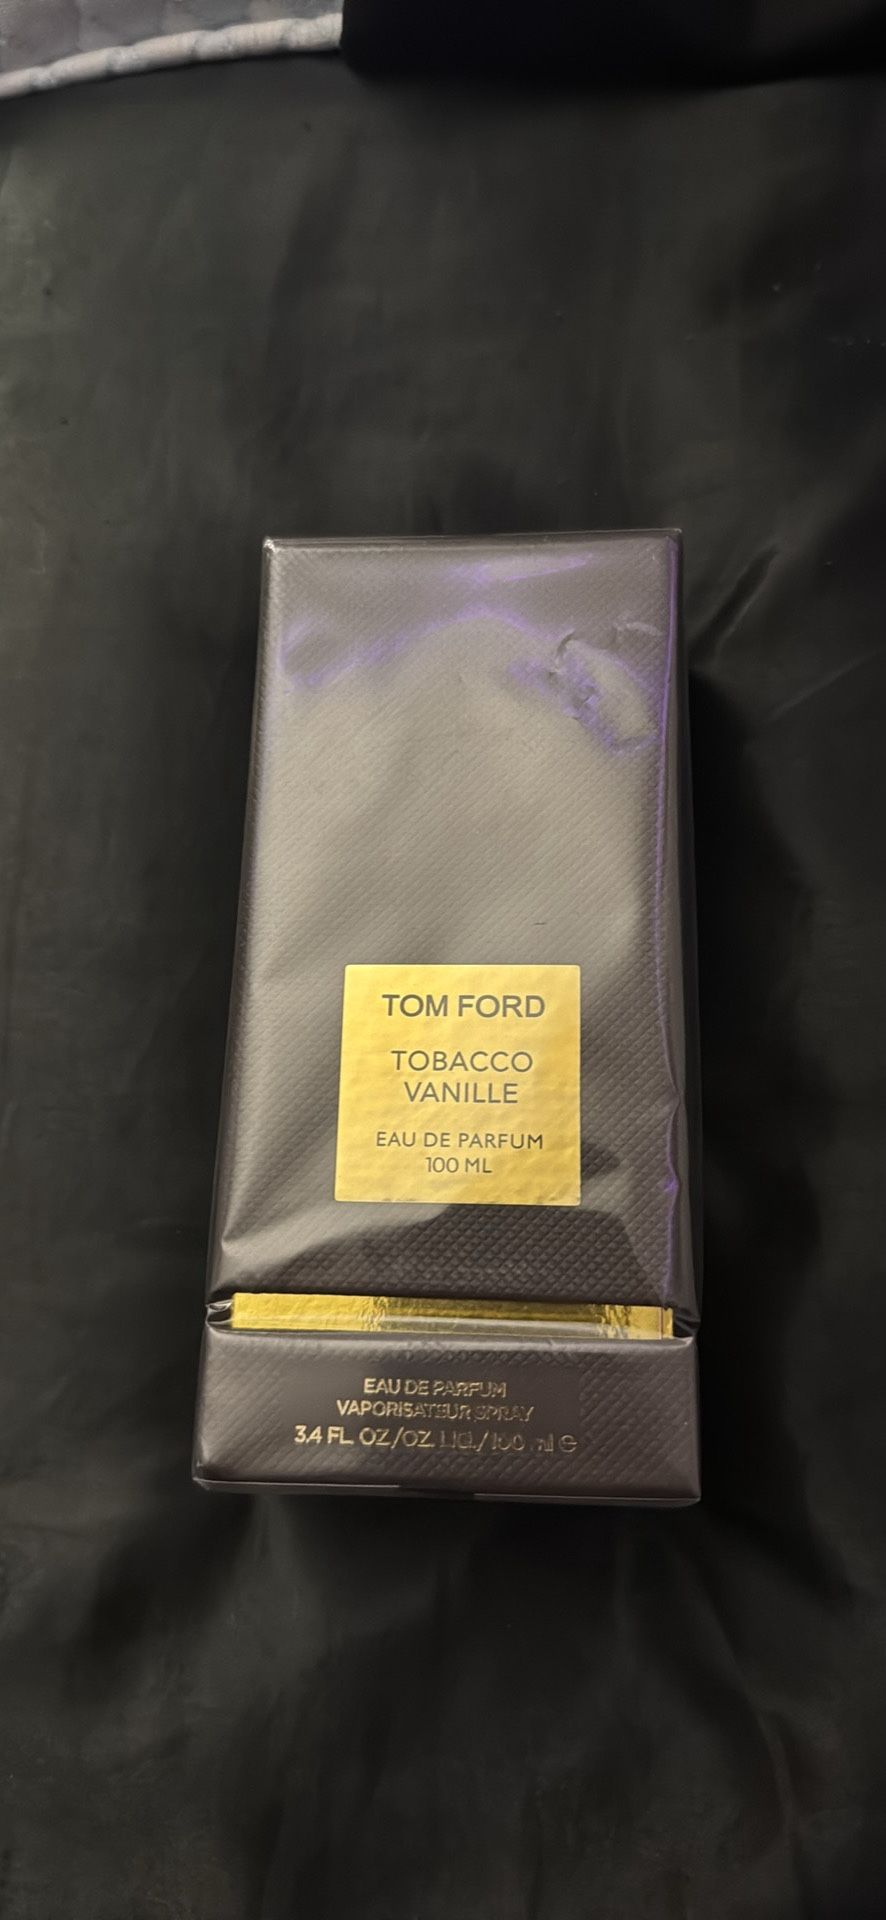 TOM FORD
TOBACCO
VANILLE
EAU DE PARFUM
100 ML
EAU DE PARFUM
VAPORISATEUR SPRAY
3.4 FL. OZ/OZ. LIQ./100 ml e